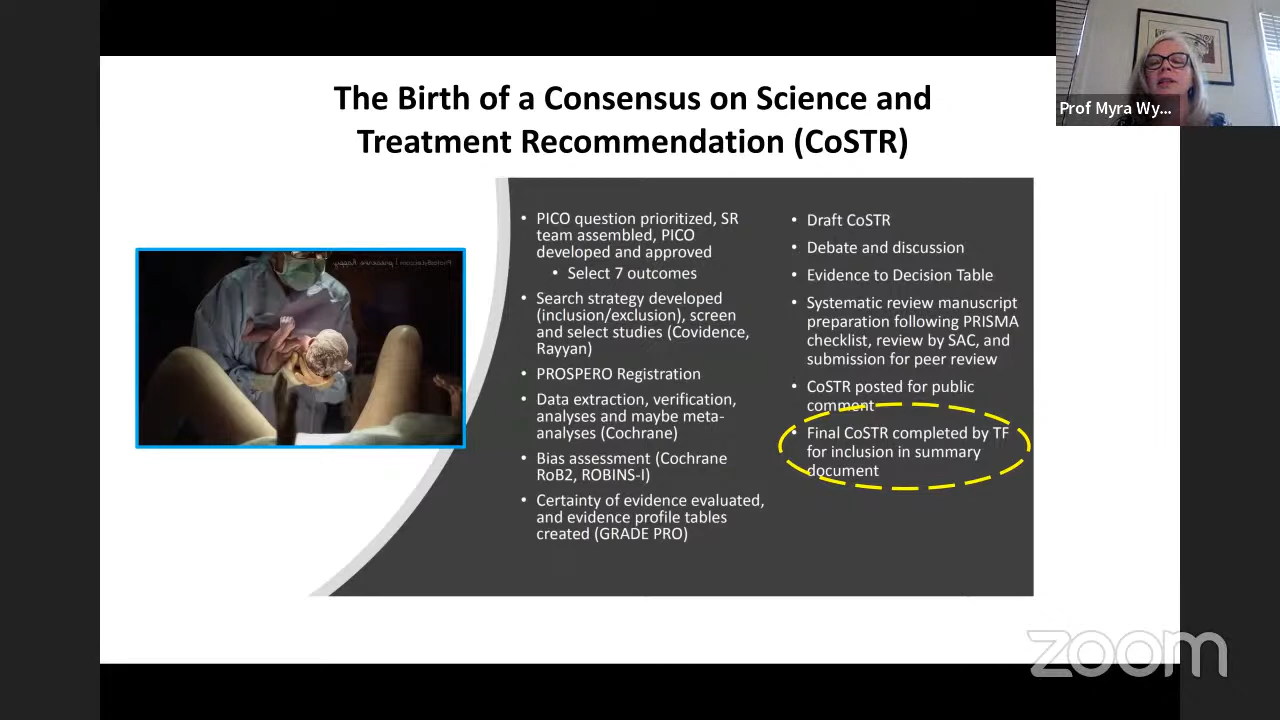 The Birth of a Consensus on Science and
Treatment Recommendation (CoSTR)
Prof Myra Wy...
• PICO question prioritized, SR
team assembled, PICO
developed and approved
• Select 7 outcomes
• Search strategy developed
(inclusion/exclusion), screen
and select studies (Covidence,
Rayyan)
• PROSPERO Registration
• Data extraction, verification,
analyses and maybe meta-
analyses (Cochrane)
• Bias assessment (Cochrane
RoB2, ROBINS-I)
• Certainty of evidence evaluated,
and evidence profile tables
created (GRADE PRO)
• Draft CoSTR
• Debate and discussion
• Evidence to Decision Table
• Systematic review manuscript
preparation following PRISMA
checklist, review by SAC, and
submission for peer review
• CoSTR posted for public
comment
• Final CoSTR completed by TF
for inclusion in summary
document
zoom